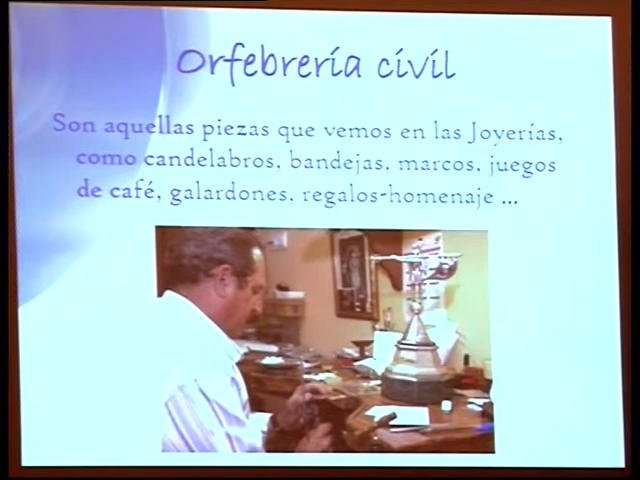 Orfebrería civil
Son aquellas piezas que vemos en las Joyerías,
como candelabros, bandejas, marcos, juegos
de café, galardones, regalos-homenaje ...